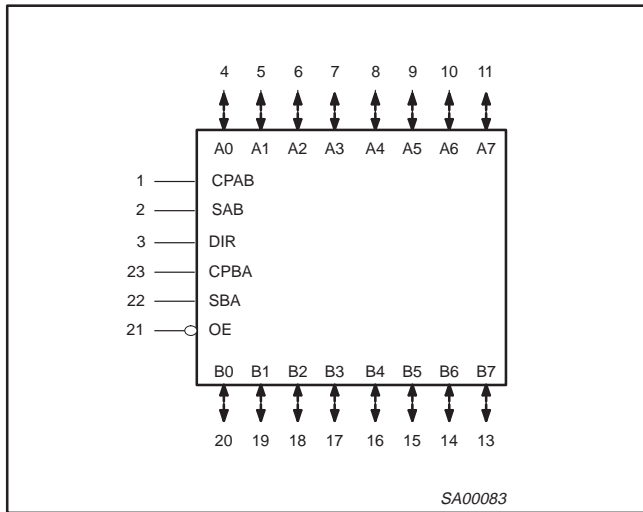 4 5 6 7 8 9 10 11
A0 A1 A2 A3 A4 A5 A6 A7
1 CPAB
2 SAB
3 DIR
23 CPBA
22 SBA
21 OE
B0 B1 B2 B3 B4 B5 B6 B7
20 19 18 17 16 15 14 13
SA00083